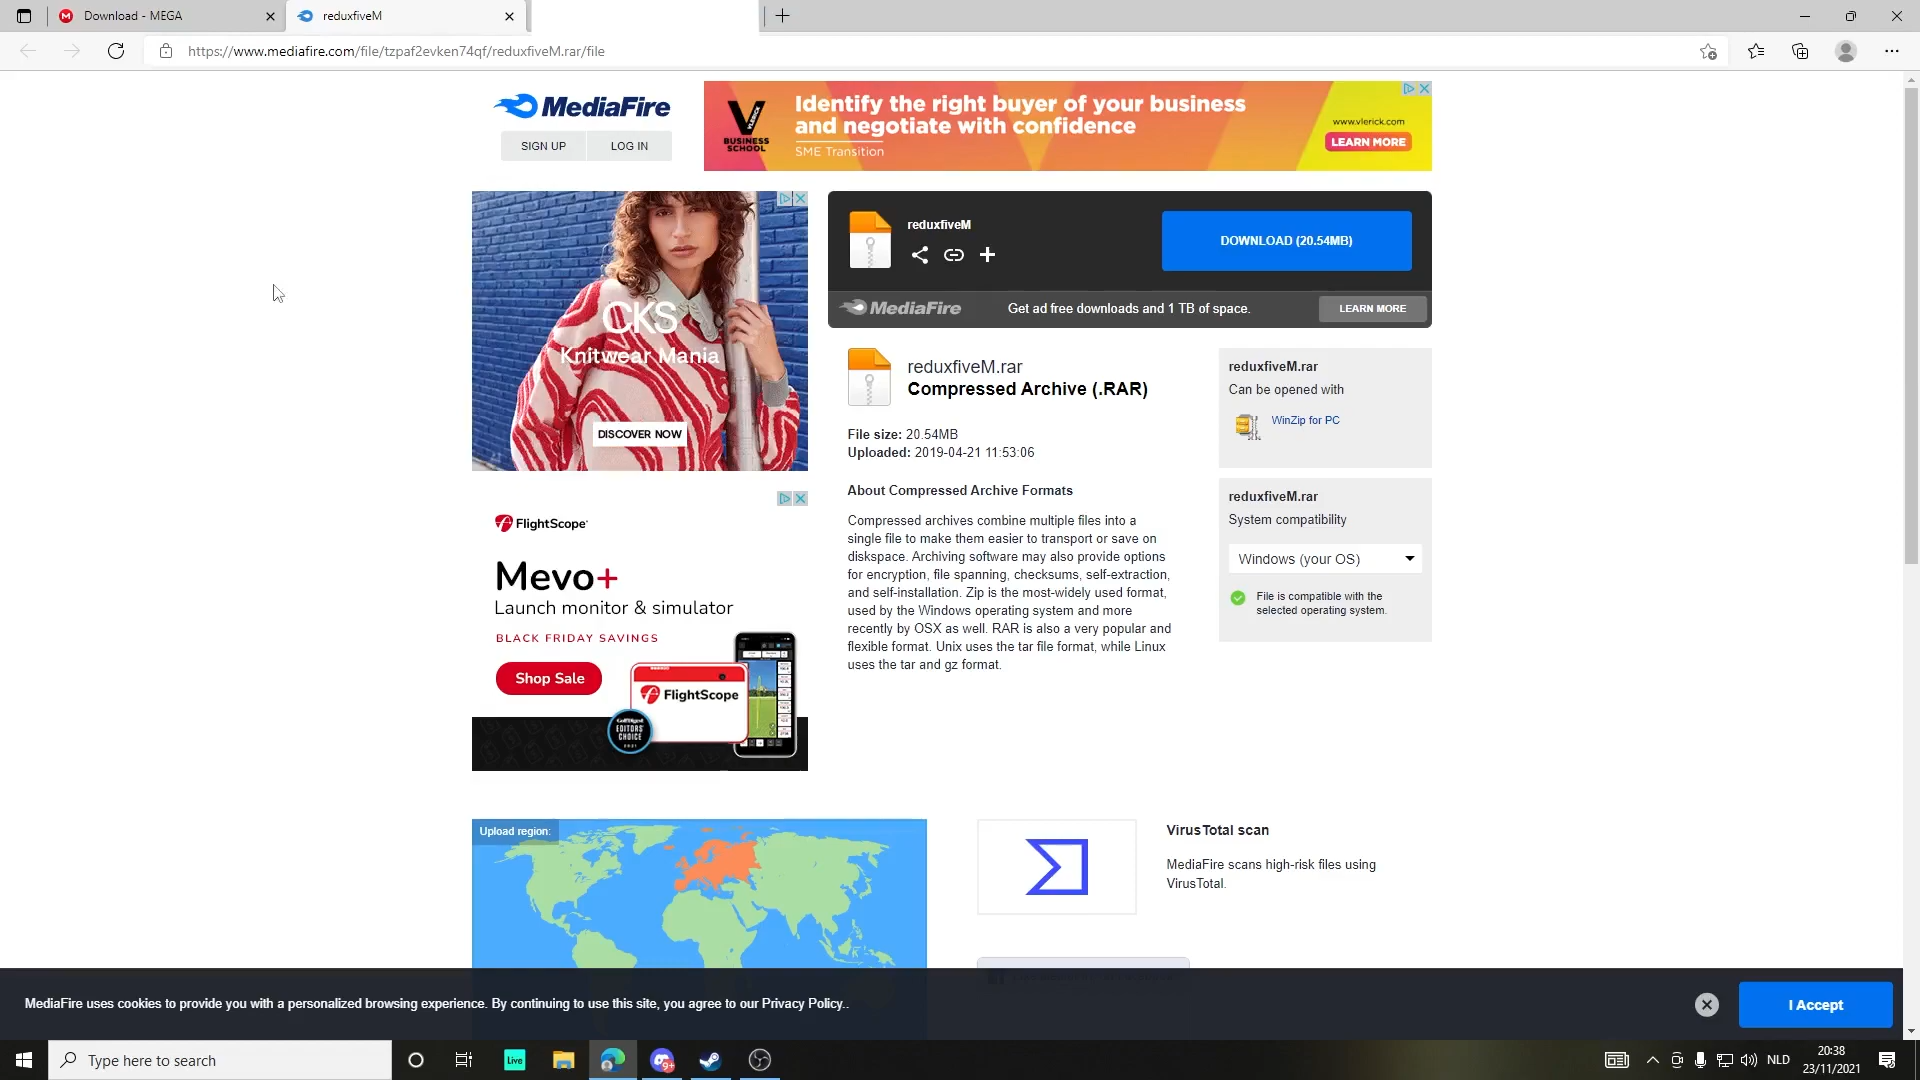 Download - MEGA
reduxfiveM
https://www.mediafire.com/file/tzpaf2evken74qf/reduxfiveM.rar/file
MediaFire
SIGN UP
LOG IN
V
VLERICK
BUSINESS
SCHOOL
Identify the right buyer of your business
and negotiate with confidence
SME Transition
www.vlerick.com
LEARN MORE
CKS
Knitwear Mania
DISCOVER NOW
reduxfiveM
DOWNLOAD (20.54MB)
MediaFire
Get ad free downloads and 1 TB of space.
LEARN MORE
reduxfiveM.rar
Compressed Archive (.RAR)
File size: 20.54MB
Uploaded: 2019-04-21 11:53:06
About Compressed Archive Formats
Compressed archives combine multiple files into a
single file to make them easier to transport or save on
diskspace. Archiving software may also provide options
for encryption, file spanning, checksums, self-extraction,
and self-installation. Zip is the most-widely used format,
used by the Windows operating system and more
recently by OSX as well. RAR is also a very popular and
flexible format. Unix uses the tar file format, while Linux
uses the tar and gz format.
reduxfiveM.rar
Can be opened with
WinZip for PC
reduxfiveM.rar
System compatibility
Windows (your OS)
File is compatible with the
selected operating system.
FlightScope
Mevo+
Launch monitor & simulator
BLACK FRIDAY SAVINGS
Shop Sale
FlightScope
GolfDigest
EDITORS'
CHOICE
2021
Upload region:
VirusTotal scan
MediaFire scans high-risk files using
VirusTotal.
MediaFire uses cookies to provide you with a personalized browsing experience. By continuing to use this site, you agree to our Privacy Policy..
I Accept
Type here to search
Live
9+
NLD
20:38
23/11/2021